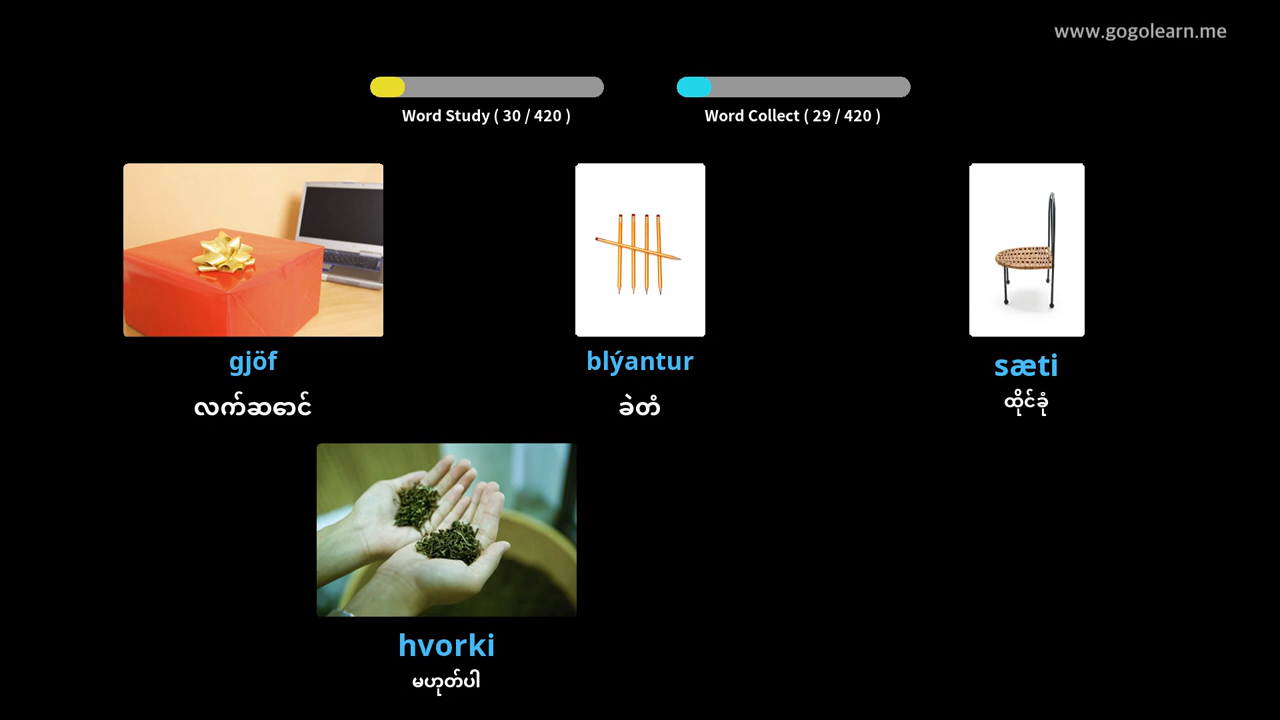 www.gogolearn.me
Word Study ( 30 / 420 )
Word Collect ( 29 / 420 )
gjöf
blýantur
sæti
လက်ဆောင်
ခဲတံ
ထိုင်ခုံ
hvorki
မဟုတ်ပါ